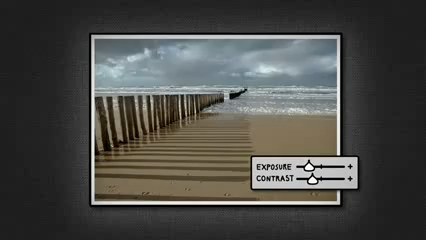 EXPOSURE - +
CONTRAST - +